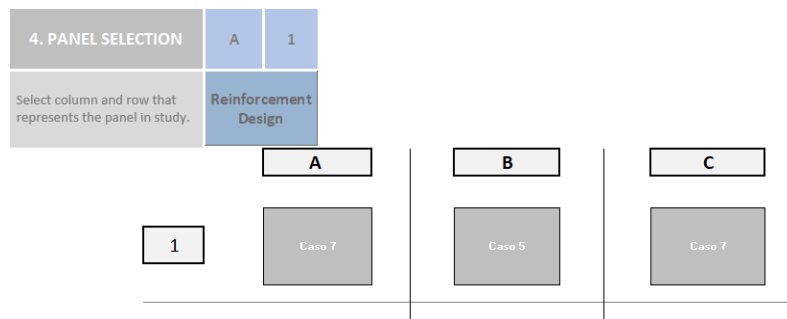 4. PANEL SELECTION A 1
Select column and row that
represents the panel in study.
Reinforcement
Design
A B C
1 Caso 7 Caso 5 Caso 7